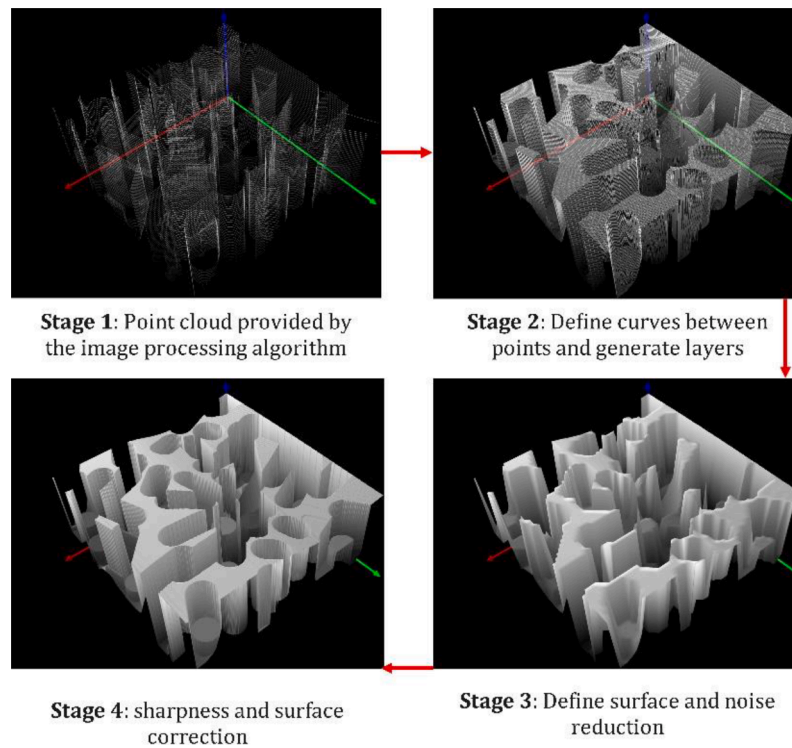 Stage 1: Point cloud provided by
the image processing algorithm
Stage 2: Define curves between
points and generate layers
Stage 3: Define surface and noise
reduction
Stage 4: sharpness and surface
correction